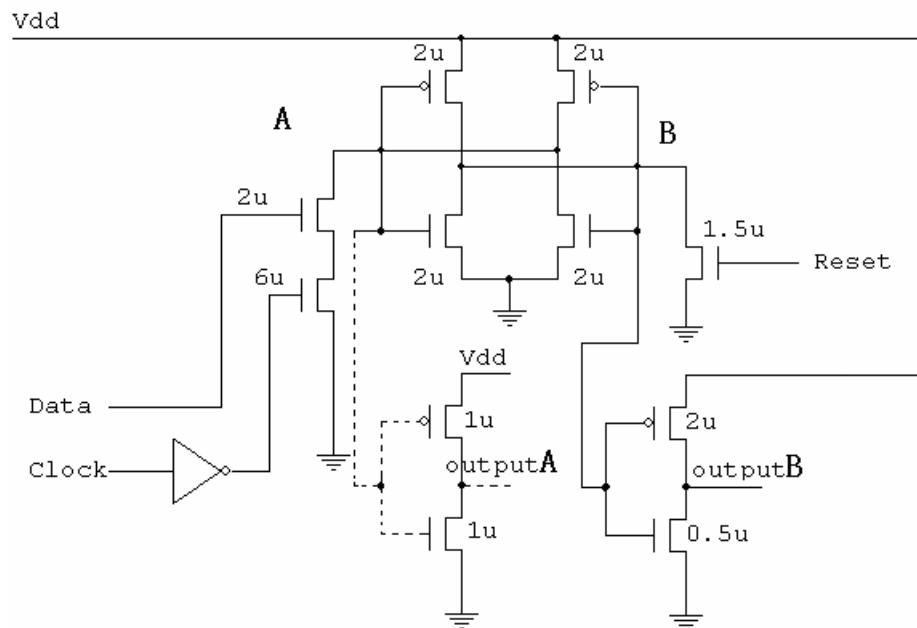 Vdd
2u
2u
A
B
2u
1.5u
Reset
6u
2u
2u
Vdd
Data
1u
2u
Clock
outputA
outputB
1u
0.5u